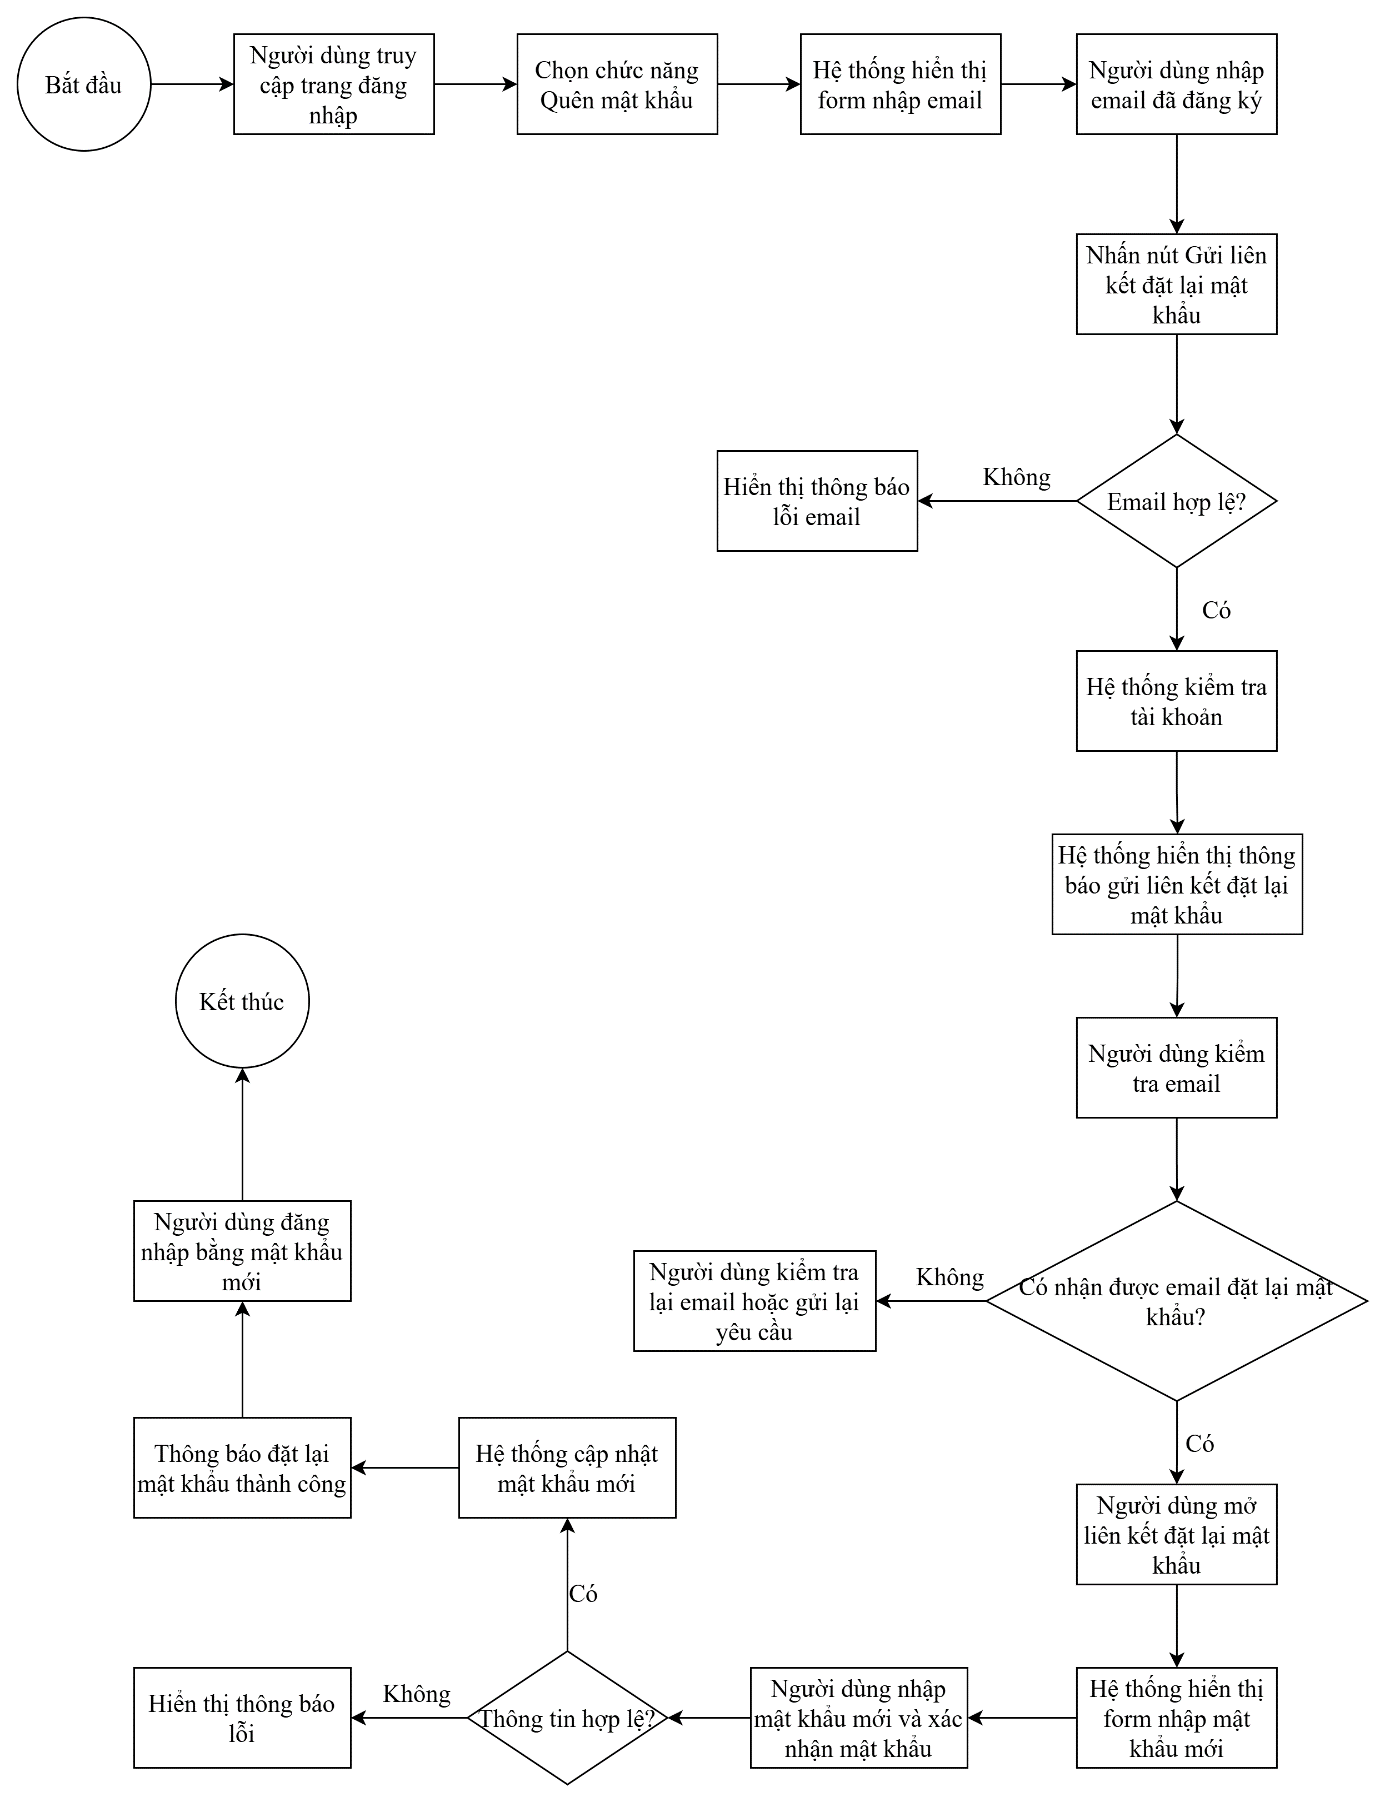 Bắt đầu
Người dùng truy
cập trang đăng
nhập
Chọn chức năng
Quên mật khẩu
Hệ thống hiển thị
form nhập email
Người dùng nhập
email đã đăng ký
Nhấn nút Gửi liên
kết đặt lại mật
khẩu
Email hợp lệ?
Không
Hiển thị thông báo
lỗi email
Có
Hệ thống kiểm tra
tài khoản
Hệ thống hiển thị thông
báo gửi liên kết đặt lại
mật khẩu
Người dùng kiểm
tra email
Có nhận được email đặt lại mật
khẩu?
Không
Người dùng kiểm tra
lại email hoặc gửi lại
yêu cầu
Có
Người dùng mở
liên kết đặt lại mật
khẩu
Hệ thống hiển thị
form nhập mật
khẩu mới
Người dùng nhập
mật khẩu mới và xác
nhận mật khẩu
Thông tin hợp lệ?
Không
Hiển thị thông báo
lỗi
Có
Hệ thống cập nhật
mật khẩu mới
Thông báo đặt lại
mật khẩu thành công
Người dùng đăng
nhập bằng mật khẩu
mới
Kết thúc